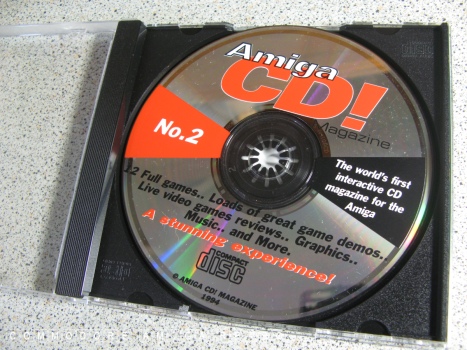 Amiga
CD!
Magazine
No.2
The world's first
interactive CD
magazine for the
Amiga
12 Full games.. Loads of great game demos..
Live video games reviews.. Graphics..
Music.. and More.
A stunning experience!
COMPACT
disc
© AMIGA CD! MAGAZINE
1994